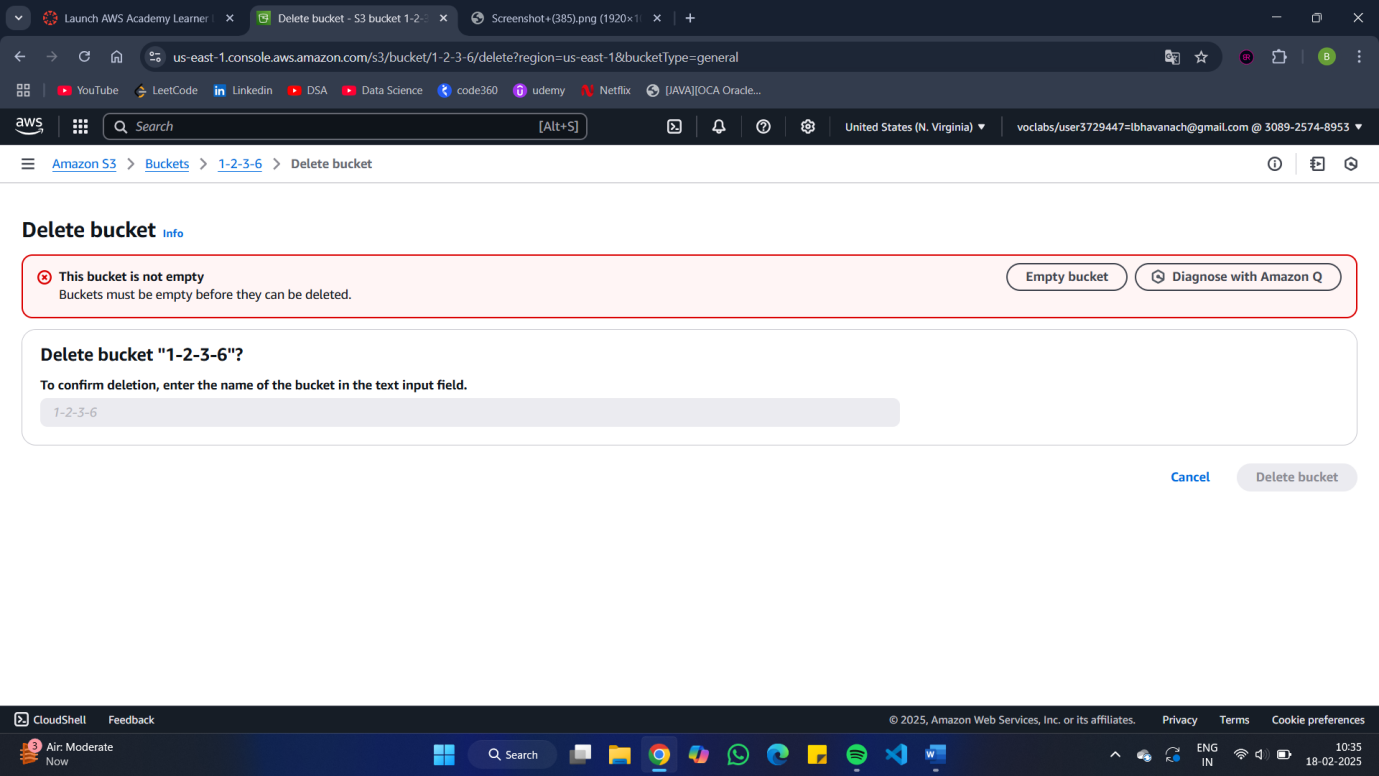 Launch AWS Academy Learner
Delete bucket - S3 bucket 1-2-3
Screenshot+(385).png (1920×1
us-east-1.console.aws.amazon.com/s3/bucket/1-2-3-6/delete?region=us-east-1&bucketType=general
B
YouTube
LeetCode
Linkedin
DSA
Data Science
code360
udemy
Netflix
[JAVA][OCA Oracle...
aws
Search
[Alt+S]
United States (N. Virginia)
voclabs/user3729447=lbhavanach@gmail.com @ 3089-2574-8953
Amazon S3
Buckets
1-2-3-6
Delete bucket
Delete bucket Info
This bucket is not empty
Buckets must be empty before they can be deleted.
Empty bucket
Diagnose with Amazon Q
Delete bucket "1-2-3-6"?
To confirm deletion, enter the name of the bucket in the text input field.
1-2-3-6
Cancel
Delete bucket
CloudShell
Feedback
© 2025, Amazon Web Services, Inc. or its affiliates.
Privacy
Terms
Cookie preferences
3
Air: Moderate
Now
Search
ENG
IN
10:35
18-02-2025